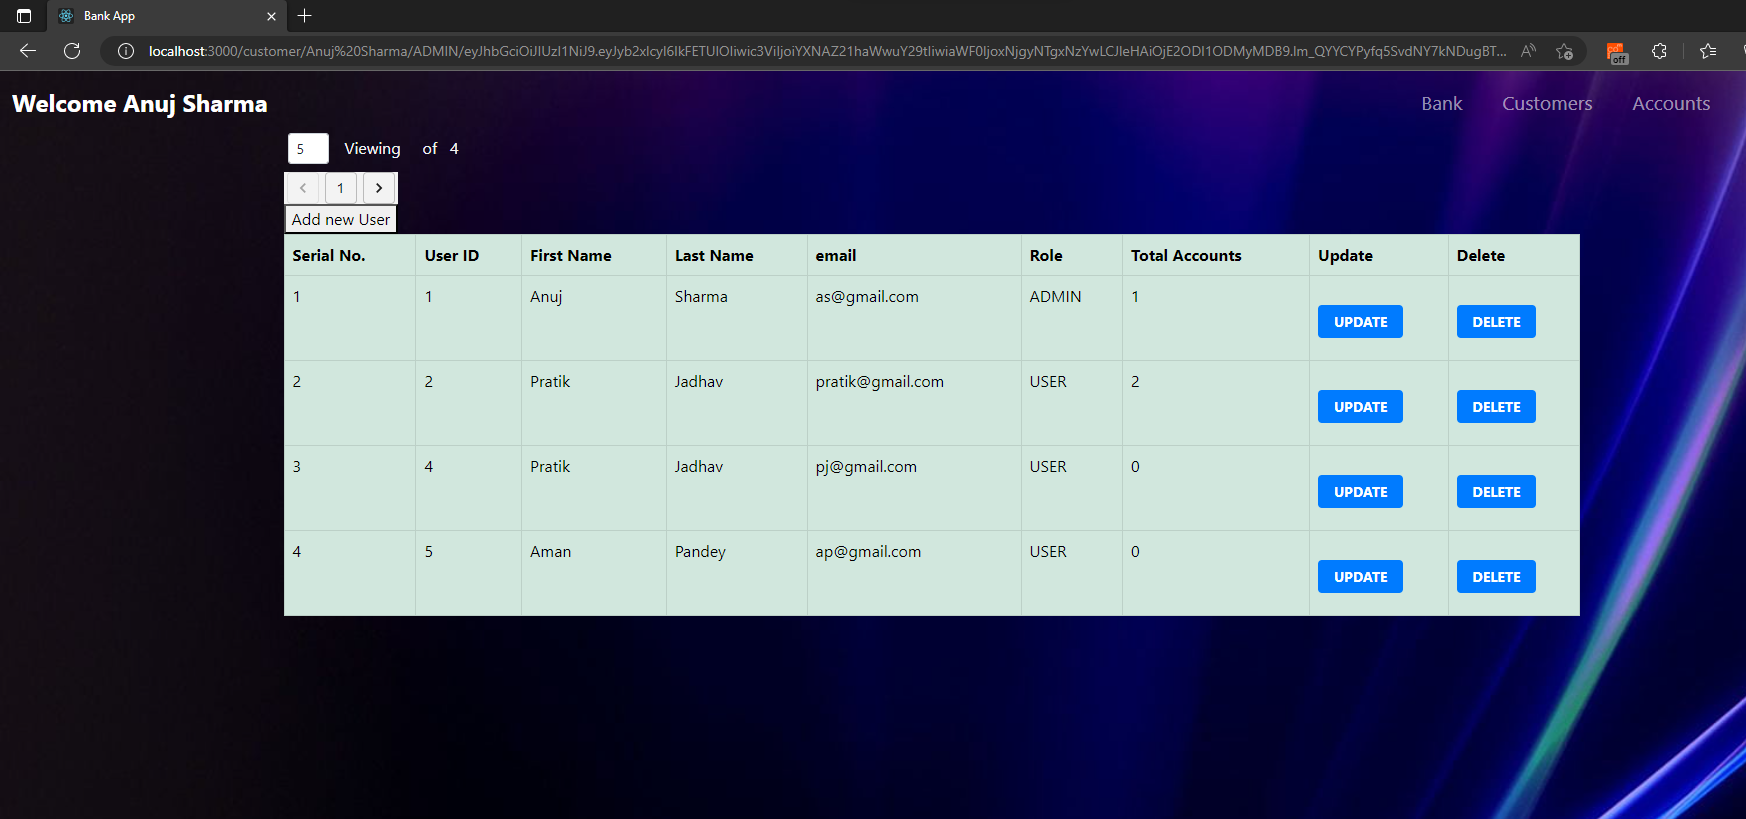 Bank App
localhost:3000/customer/Anuj%20Sharma/ADMIN/
Welcome Anuj Sharma
Bank Customers Accounts
5 Viewing of 4
1
Add new User
Serial No. User ID First Name Last Name email Role Total Accounts Update Delete
1 1 Anuj Sharma as@gmail.com ADMIN 1 UPDATE DELETE
2 2 Pratik Jadhav pratik@gmail.com USER 2 UPDATE DELETE
3 4 Pratik Jadhav pj@gmail.com USER 0 UPDATE DELETE
4 5 Aman Pandey ap@gmail.com USER 0 UPDATE DELETE